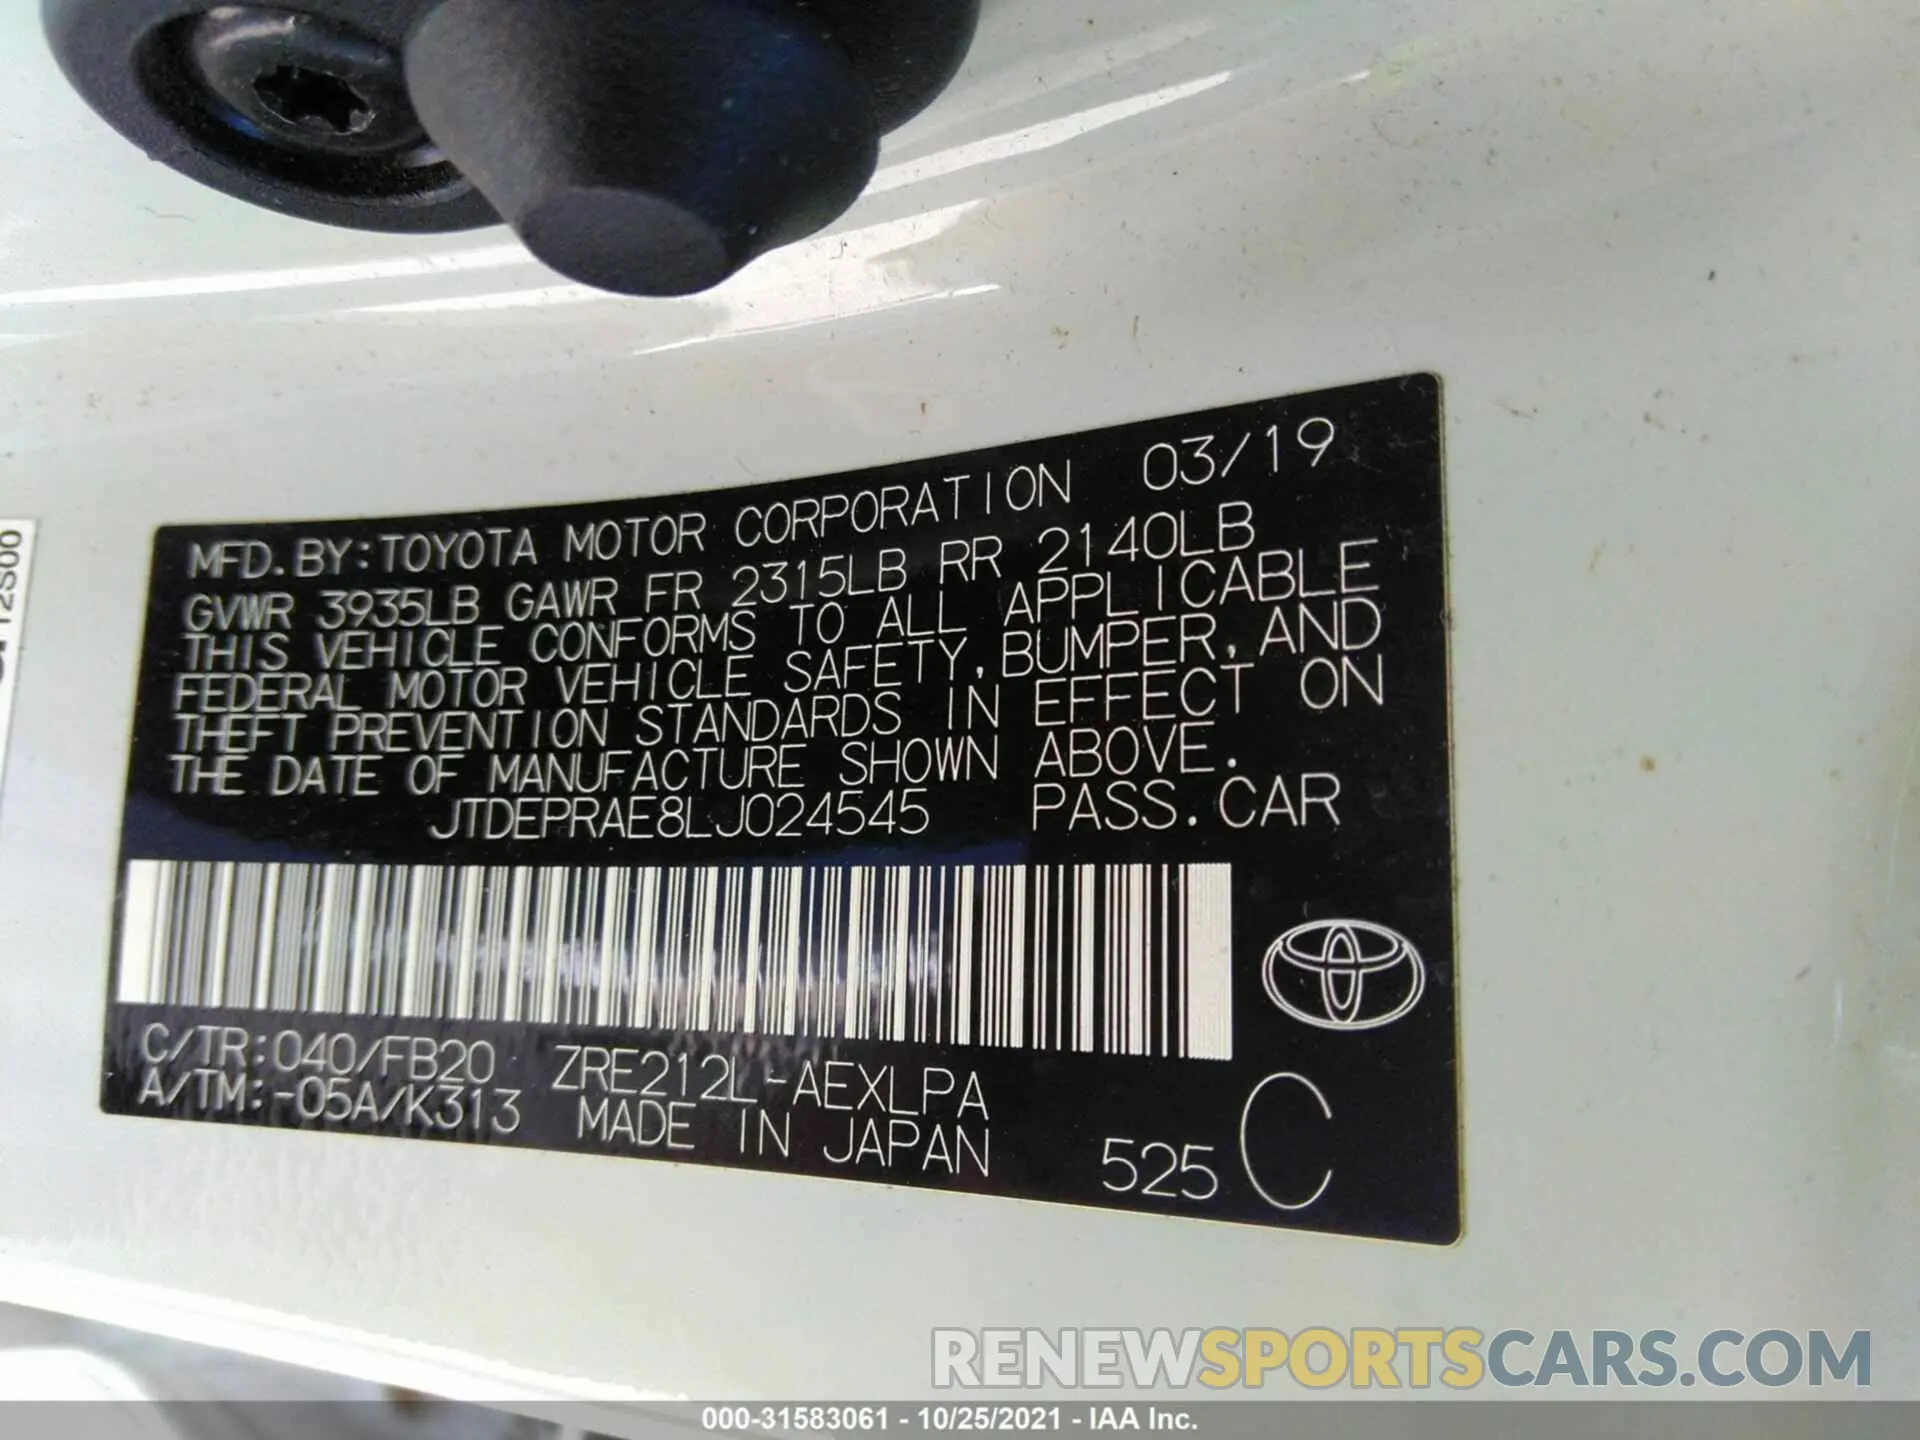 MFD.BY:TOYOTA MOTOR CORPORATION 03/19
GVWR 3935LB GAWR FR 2315LB RR 2140LB
THIS VEHICLE CONFORMS TO ALL APPLICABLE
FEDERAL MOTOR VEHICLE SAFETY, BUMPER, AND
THEFT PREVENTION STANDARDS IN EFFECT ON
THE DATE OF MANUFACTURE SHOWN ABOVE.
JTDEPRAE8LJ024545 PASS.CAR
C/TR:040/FB20 ZRE212L-AEXLPA
A/TM:-05A/K313 MADE IN JAPAN
525 C
RENEWSPORTSCARS.COM
000-31583061 - 10/25/2021 - IAA Inc.